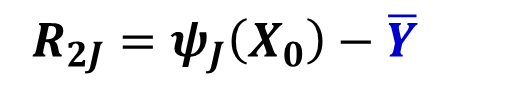 R₂J = ψJ(X₀) − Y̅